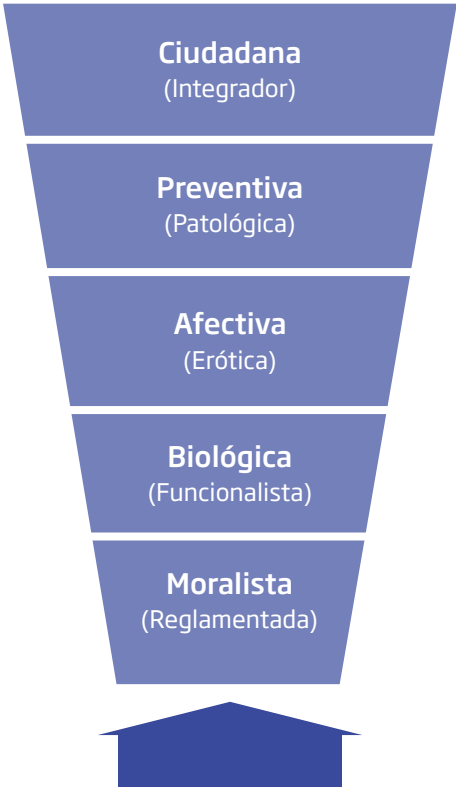 Ciudadana
(Integrador)
Preventiva
(Patológica)
Afectiva
(Erótica)
Biológica
(Funcionalista)
Moralista
(Reglamentada)